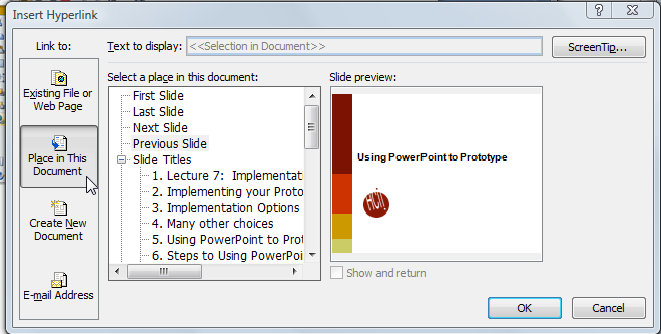 Insert Hyperlink
Link to:
Text to display:
<<Selection in Document>>
ScreenTip...
Existing File or
Web Page
Place in This
Document
Create New
Document
E-mail Address
Select a place in this document:
First Slide
Last Slide
Next Slide
Previous Slide
Slide Titles
1. Lecture 7: Implementati
2. Implementing your Proto
3. Implementation Options
4. Many other choices
5. Using PowerPoint to Prot
6. Steps to Using PowerPoi
Slide preview:
Using PowerPoint to Prototype
HCI!
Show and return
OK
Cancel